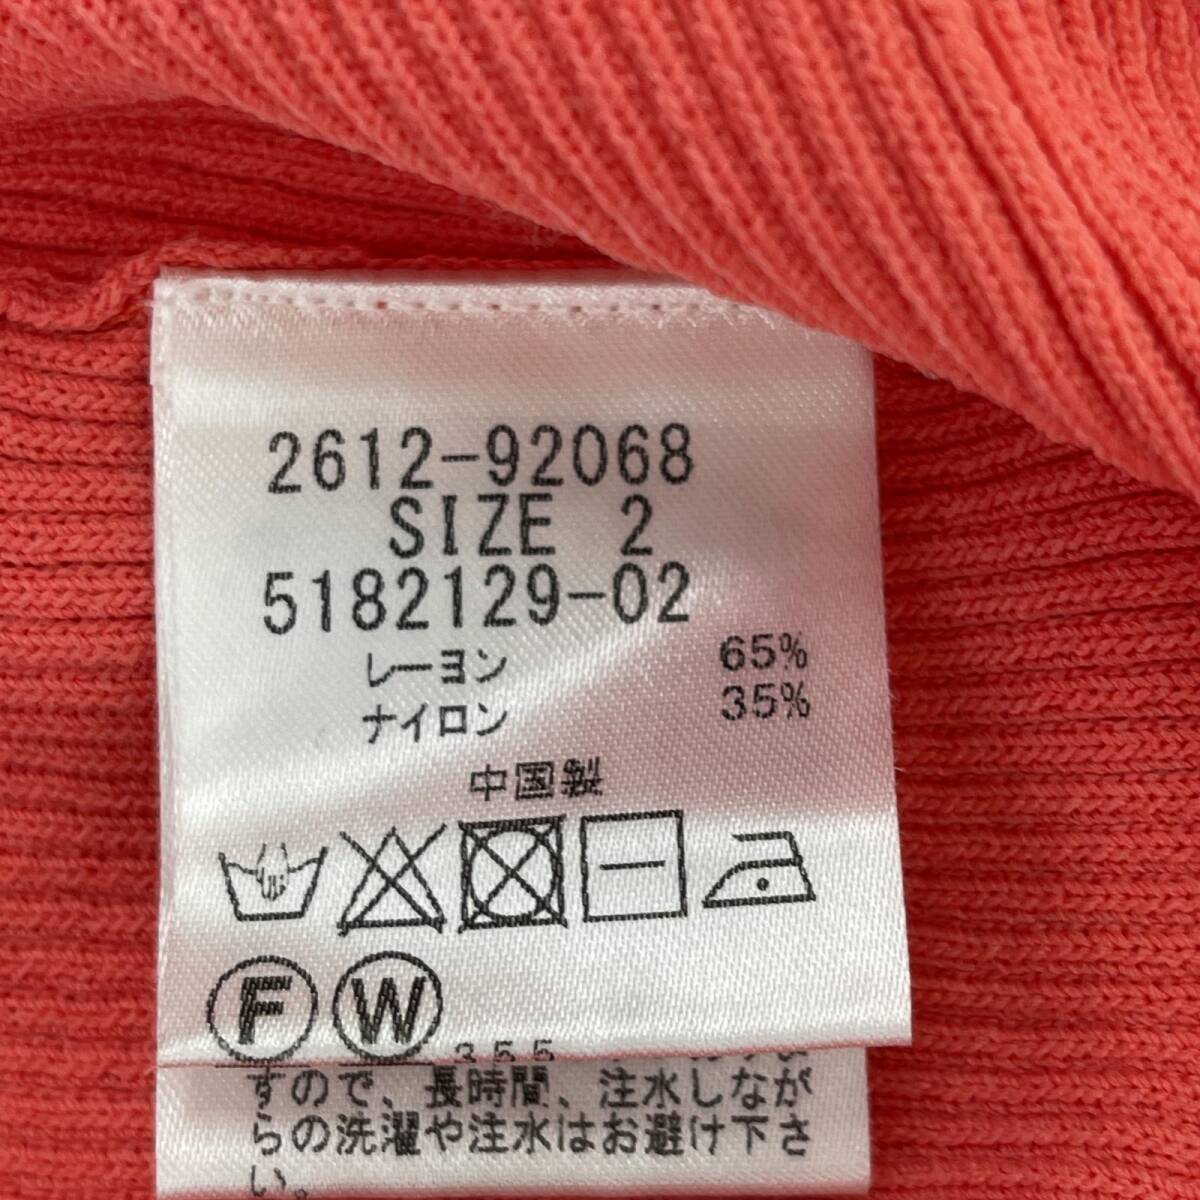 2612-92068
SIZE 2
5182129-02
レーヨン 65%
ナイロン 35%
中国製
F W
355
すので、長時間、注水しなが
らの洗濯や注水はお避け下さ
い。